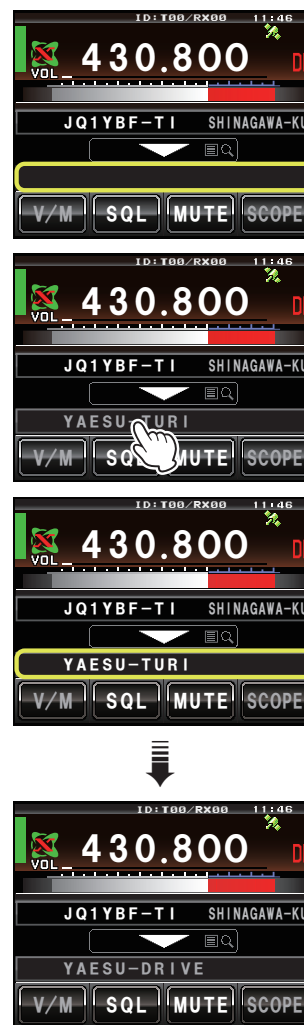 ID:T00/RX00 11:46
VOL 430.800
JQ1YBF-TI SHINAGAWA-KU
V/M SQL MUTE SCOPE
ID:T00/RX00 11:46
VOL 430.800
JQ1YBF-TI SHINAGAWA-KU
YAESU-TURI
V/M MUTE SCOPE
ID:T00/RX00 11:46
VOL 430.800
JQ1YBF-TI SHINAGAWA-KU
YAESU-TURI
V/M SQL MUTE SCOPE
ID:T00/RX00 11:46
VOL 430.800
JQ1YBF-TI SHINAGAWA-KU
YAESU-DRIVE
V/M SQL MUTE SCOPE